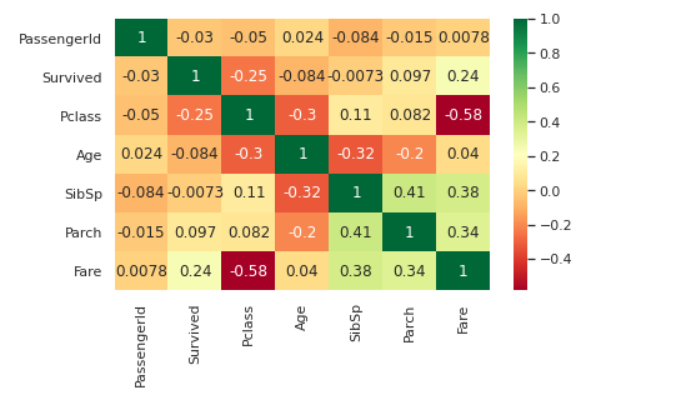 PassengerId 1 -0.03 -0.05 0.024 -0.084 -0.015 0.0078
Survived -0.03 1 -0.25 -0.084 -0.0073 0.097 0.24
Pclass -0.05 -0.25 1 -0.3 0.11 0.082 -0.58
Age 0.024 -0.084 -0.3 1 -0.32 -0.2 0.04
SibSp -0.084 -0.0073 0.11 -0.32 1 0.41 0.38
Parch -0.015 0.097 0.082 -0.2 0.41 1 0.34
Fare 0.0078 0.24 -0.58 0.04 0.38 0.34 1
PassengerId
Survived
Pclass
Age
SibSp
Parch
Fare
1.0
0.8
0.6
0.4
0.2
0.0
−0.2
−0.4